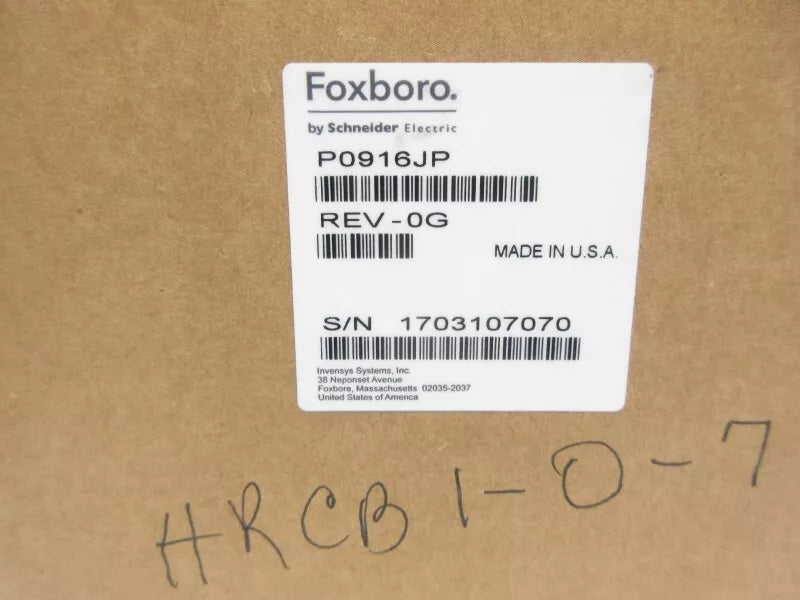 Foxboro.
by Schneider Electric
P0916JP
REV-0G
MADE IN U.S.A.
S/N 1703107070
Invensys Systems, Inc.
38 Neponset Avenue
Foxboro, Massachusetts 02035-2037
United States of America
HRCB 1-0-7